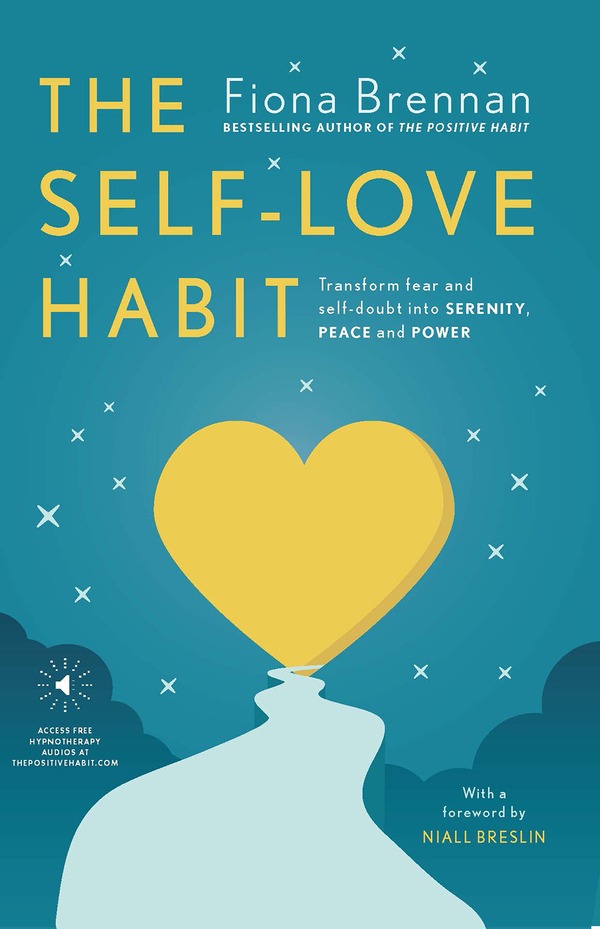 THE
Fiona Brennan
BESTSELLING AUTHOR OF THE POSITIVE HABIT
SELF-LOVE
HABIT
Transform fear and
self-doubt into SERENITY,
PEACE and POWER
ACCESS FREE
HYPNOTHERAPY
AUDIOS AT
THEPOSITIVEHABIT.COM
With a
foreword by
NIALL BRESLIN